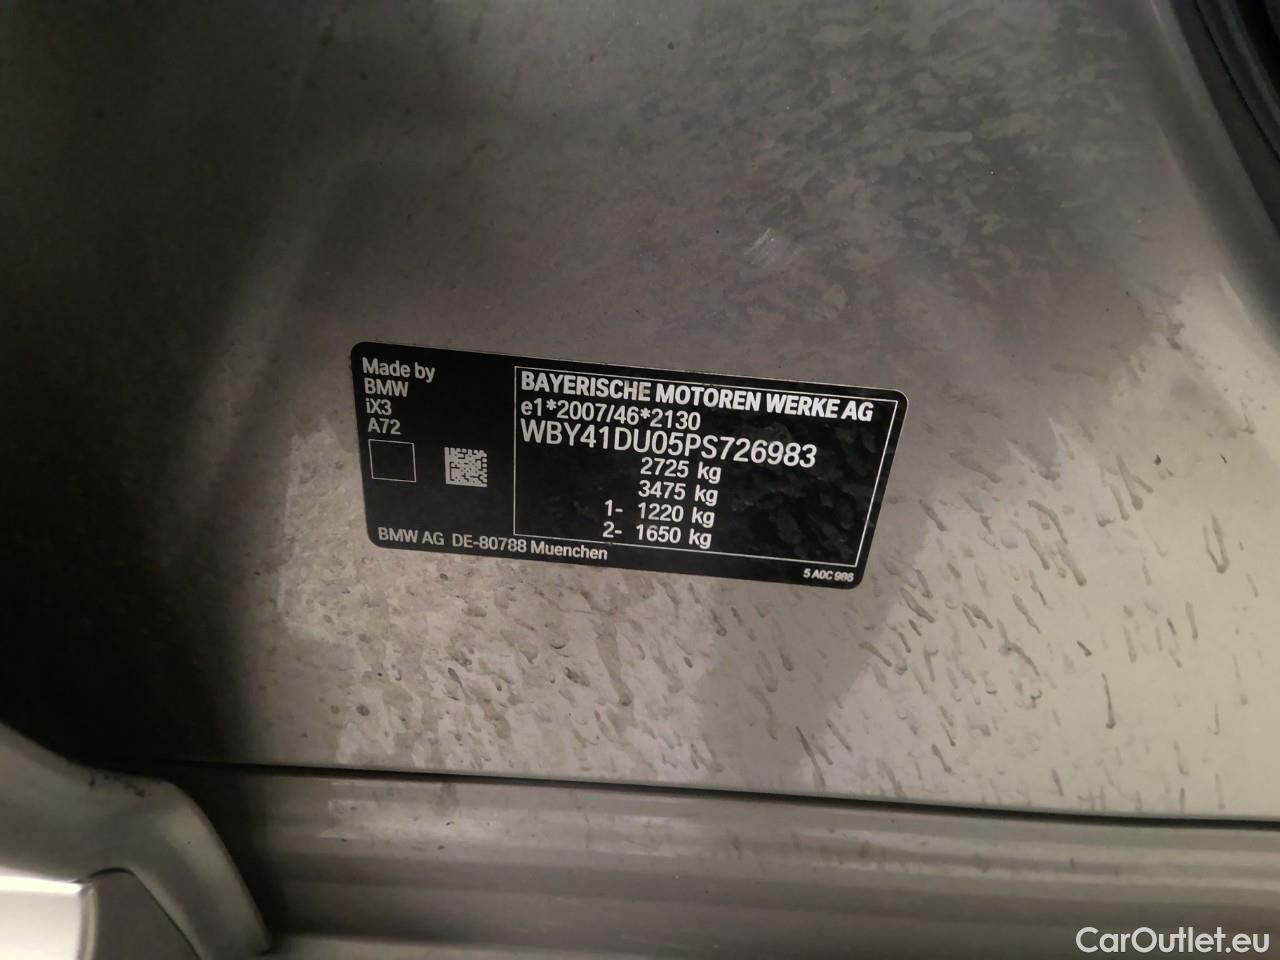 Made by
BMW
iX3
A72
BAYERISCHE MOTOREN WERKE AG
e1*2007/46*2130
WBY41DU05PS726983
2725 kg
3475 kg
1- 1220 kg
2- 1650 kg
BMW AG DE-80788 Muenchen
5 A0C 986
CarOutlet.eu